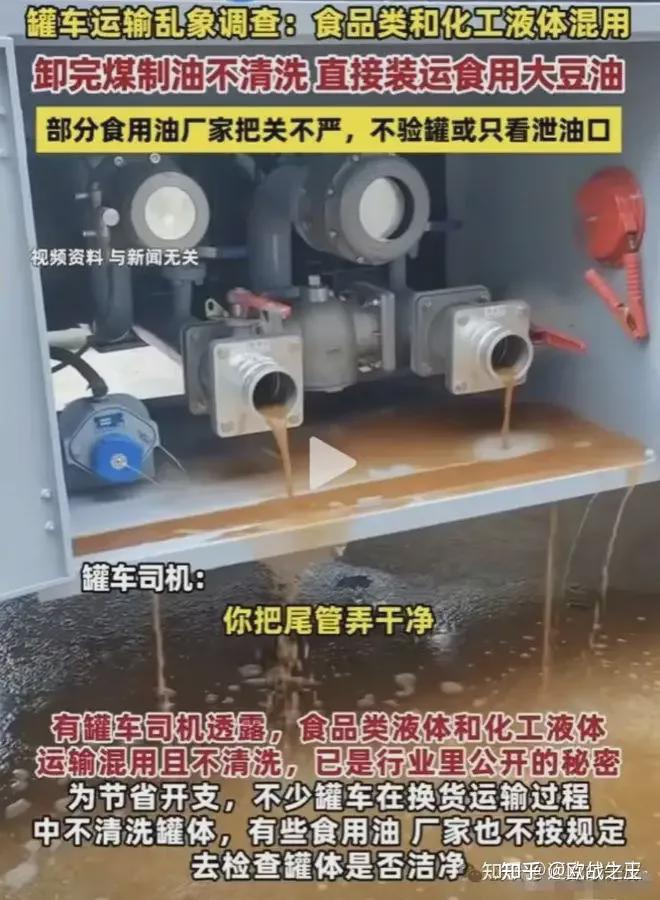 罐车运输乱象调查：食品类和化工液体混用
卸完煤制油不清洗 直接装运食用大豆油
部分食用油厂家把关不严，不验罐或只看泄油口
视频资料 与新闻无关
罐车司机：
你把尾管弄干净
有罐车司机透露，食品类液体和化工液体
运输混用且不清洗，已是行业里公开的秘密
为节省开支，不少罐车在换货运输过程
中不清洗罐体，有些食用油 厂家也不按规定
去检查罐体是否洁净
知乎 @欧战之王